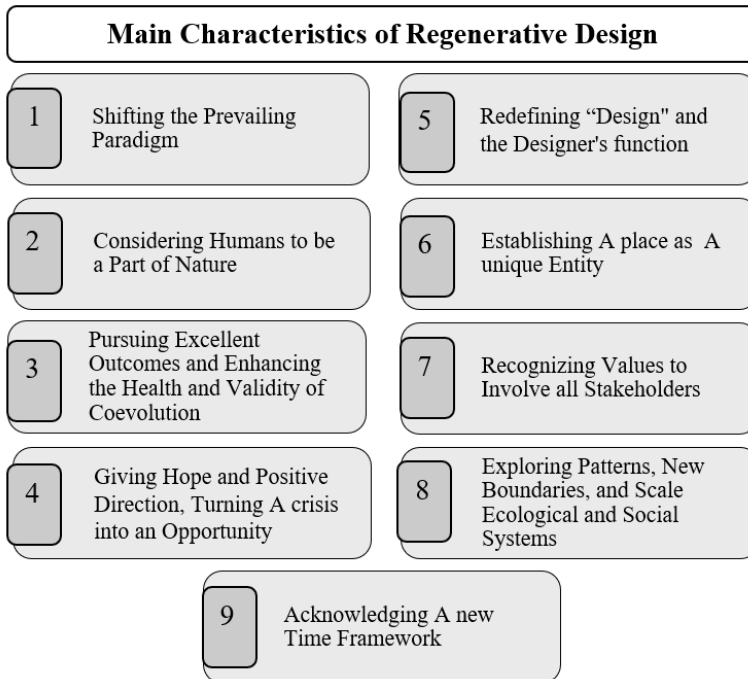 Main Characteristics of Regenerative Design
1
Shifting the Prevailing
Paradigm
2
Considering Humans to be
a Part of Nature
3
Pursuing Excellent
Outcomes and Enhancing
the Health and Validity of
Coevolution
4
Giving Hope and Positive
Direction, Turning A crisis
into an Opportunity
5
Redefining “Design" and
the Designer's function
6
Establishing A place as A
unique Entity
7
Recognizing Values to
Involve all Stakeholders
8
Exploring Patterns, New
Boundaries, and Scale
Ecological and Social
Systems
9
Acknowledging A new
Time Framework